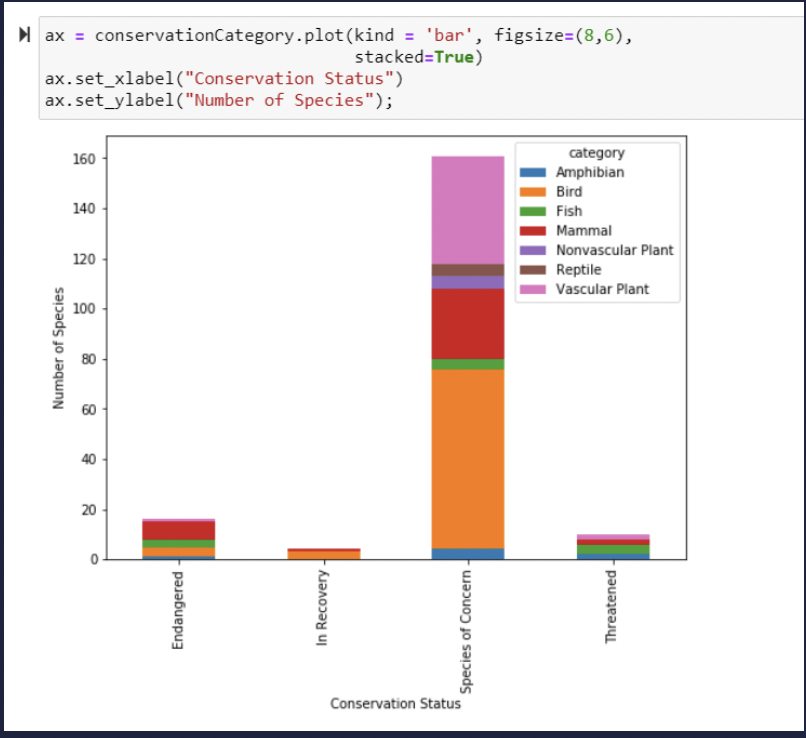 ax = conservationCategory.plot(kind = 'bar', figsize=(8,6),
stacked=True)
ax.set_xlabel("Conservation Status")
ax.set_ylabel("Number of Species");
category
Amphibian
Bird
Fish
Mammal
Nonvascular Plant
Reptile
Vascular Plant
160
140
120
100
80
60
40
20
0
Number of Species
Endangered
In Recovery
Species of Concern
Threatened
Conservation Status